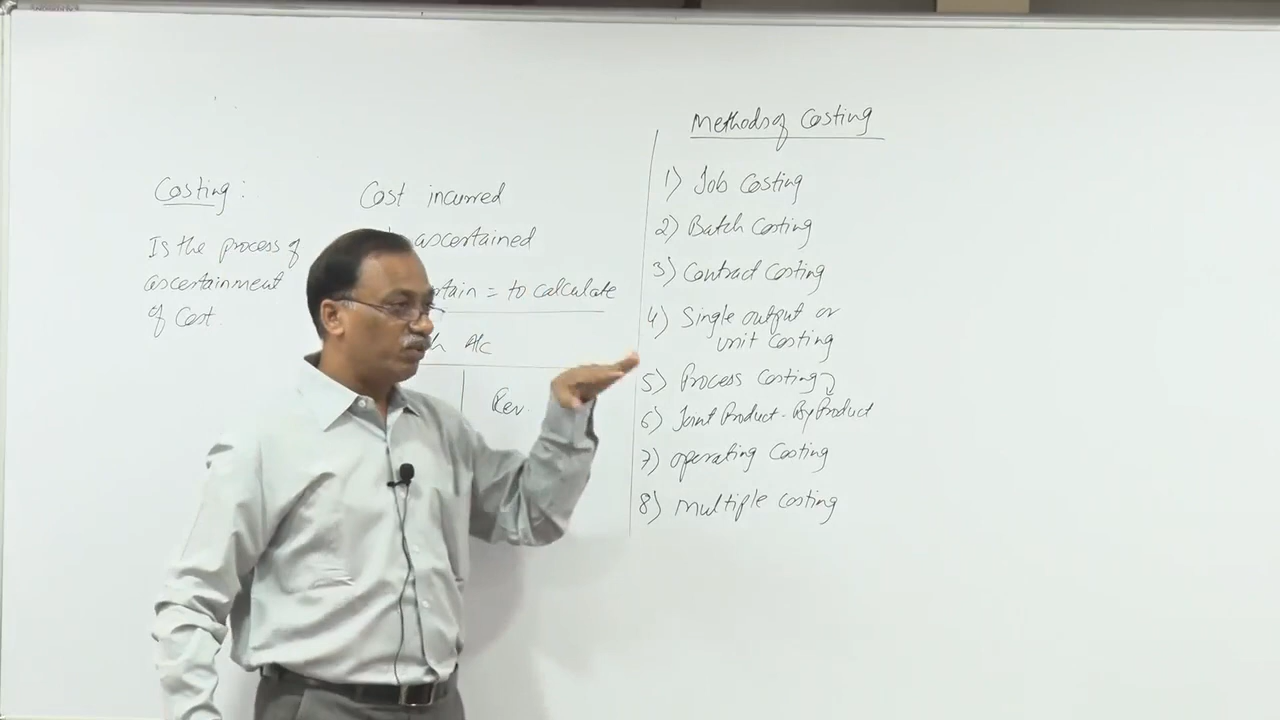 Costing :
Is the process of
ascertainment
of Cost.
Cost incurred
ascertained
= to calculate
A/c
Rev.
Methods of Costing
1) Job Costing
2) Batch Costing
3) Contract Costing
4) Single output or
unit Costing
5) Process Costing
6) Joint Product - By Product
7) Operating Costing
8) Multiple Costing